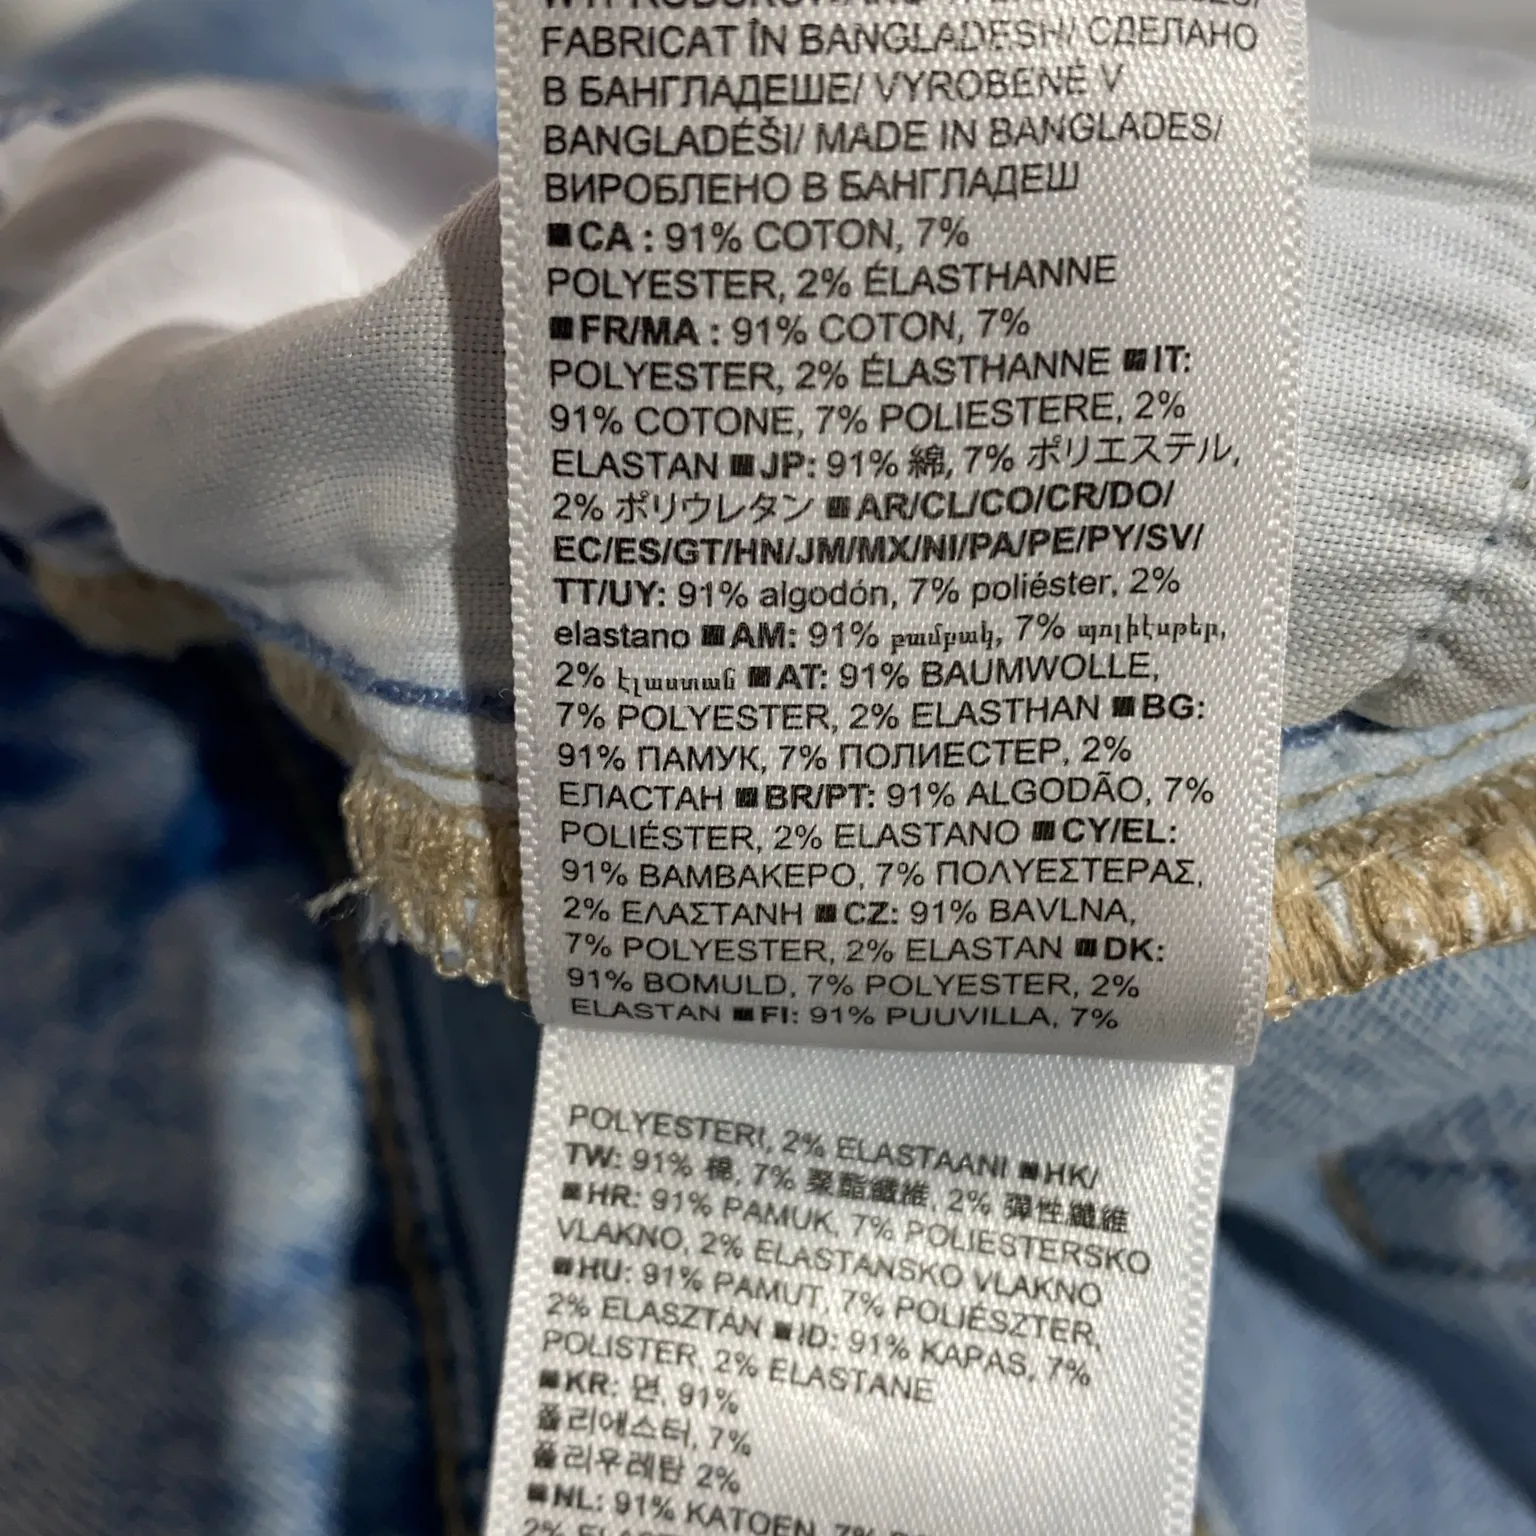 FABRICAT ÎN BANGLADESH/ СДЕЛАНО
В БАНГЛАДЕШЕ/ VYROBENÉ V
BANGLADÉŠI/ MADE IN BANGLADES/
ВИРОБЛЕНО В БАНГЛАДЕШ
CA : 91% COTON, 7%
POLYESTER, 2% ÉLASTHANNE
FR/MA : 91% COTON, 7%
POLYESTER, 2% ÉLASTHANNE IT:
91% COTONE, 7% POLIESTERE, 2%
ELASTAN JP: 91% 綿, 7% ポリエステル,
2% ポリウレタン AR/CL/CO/CR/DO/
EC/ES/GT/HN/JM/MX/NI/PA/PE/PY/SV/
TT/UY: 91% algodón, 7% poliéster, 2%
elastano AM: 91% բամբակ, 7% պոլիէսթեր,
2% էլաստան AT: 91% BAUMWOLLE,
7% POLYESTER, 2% ELASTHAN BG:
91% ПАМУК, 7% ПОЛИЕСТЕР, 2%
ЕЛАСТАН BR/PT: 91% ALGODÃO, 7%
POLIÉSTER, 2% ELASTANO CY/EL:
91% ΒΑΜΒΑΚΕΡΟ, 7% ΠΟΛΥΕΣΤΕΡΑΣ,
2% ΕΛΑΣΤΑΝΗ CZ: 91% BAVLNA,
7% POLYESTER, 2% ELASTAN DK:
91% BOMULD, 7% POLYESTER, 2%
ELASTAN FI: 91% PUUVILLA, 7%
POLYESTERI, 2% ELASTAANI HK/
TW: 91% 棉, 7% 聚酯纖維, 2% 彈性纖維
HR: 91% PAMUK, 7% POLIESTERSKO
VLAKNO, 2% ELASTANSKO VLAKNO
HU: 91% PAMUT, 7% POLIÉSZTER,
2% ELASZTAN ID: 91% KAPAS, 7%
POLISTER, 2% ELASTANE
KR: 면, 91%
폴리에스터, 7%
폴리우레탄 2%
NL: 91% KATOEN, 7%
2%